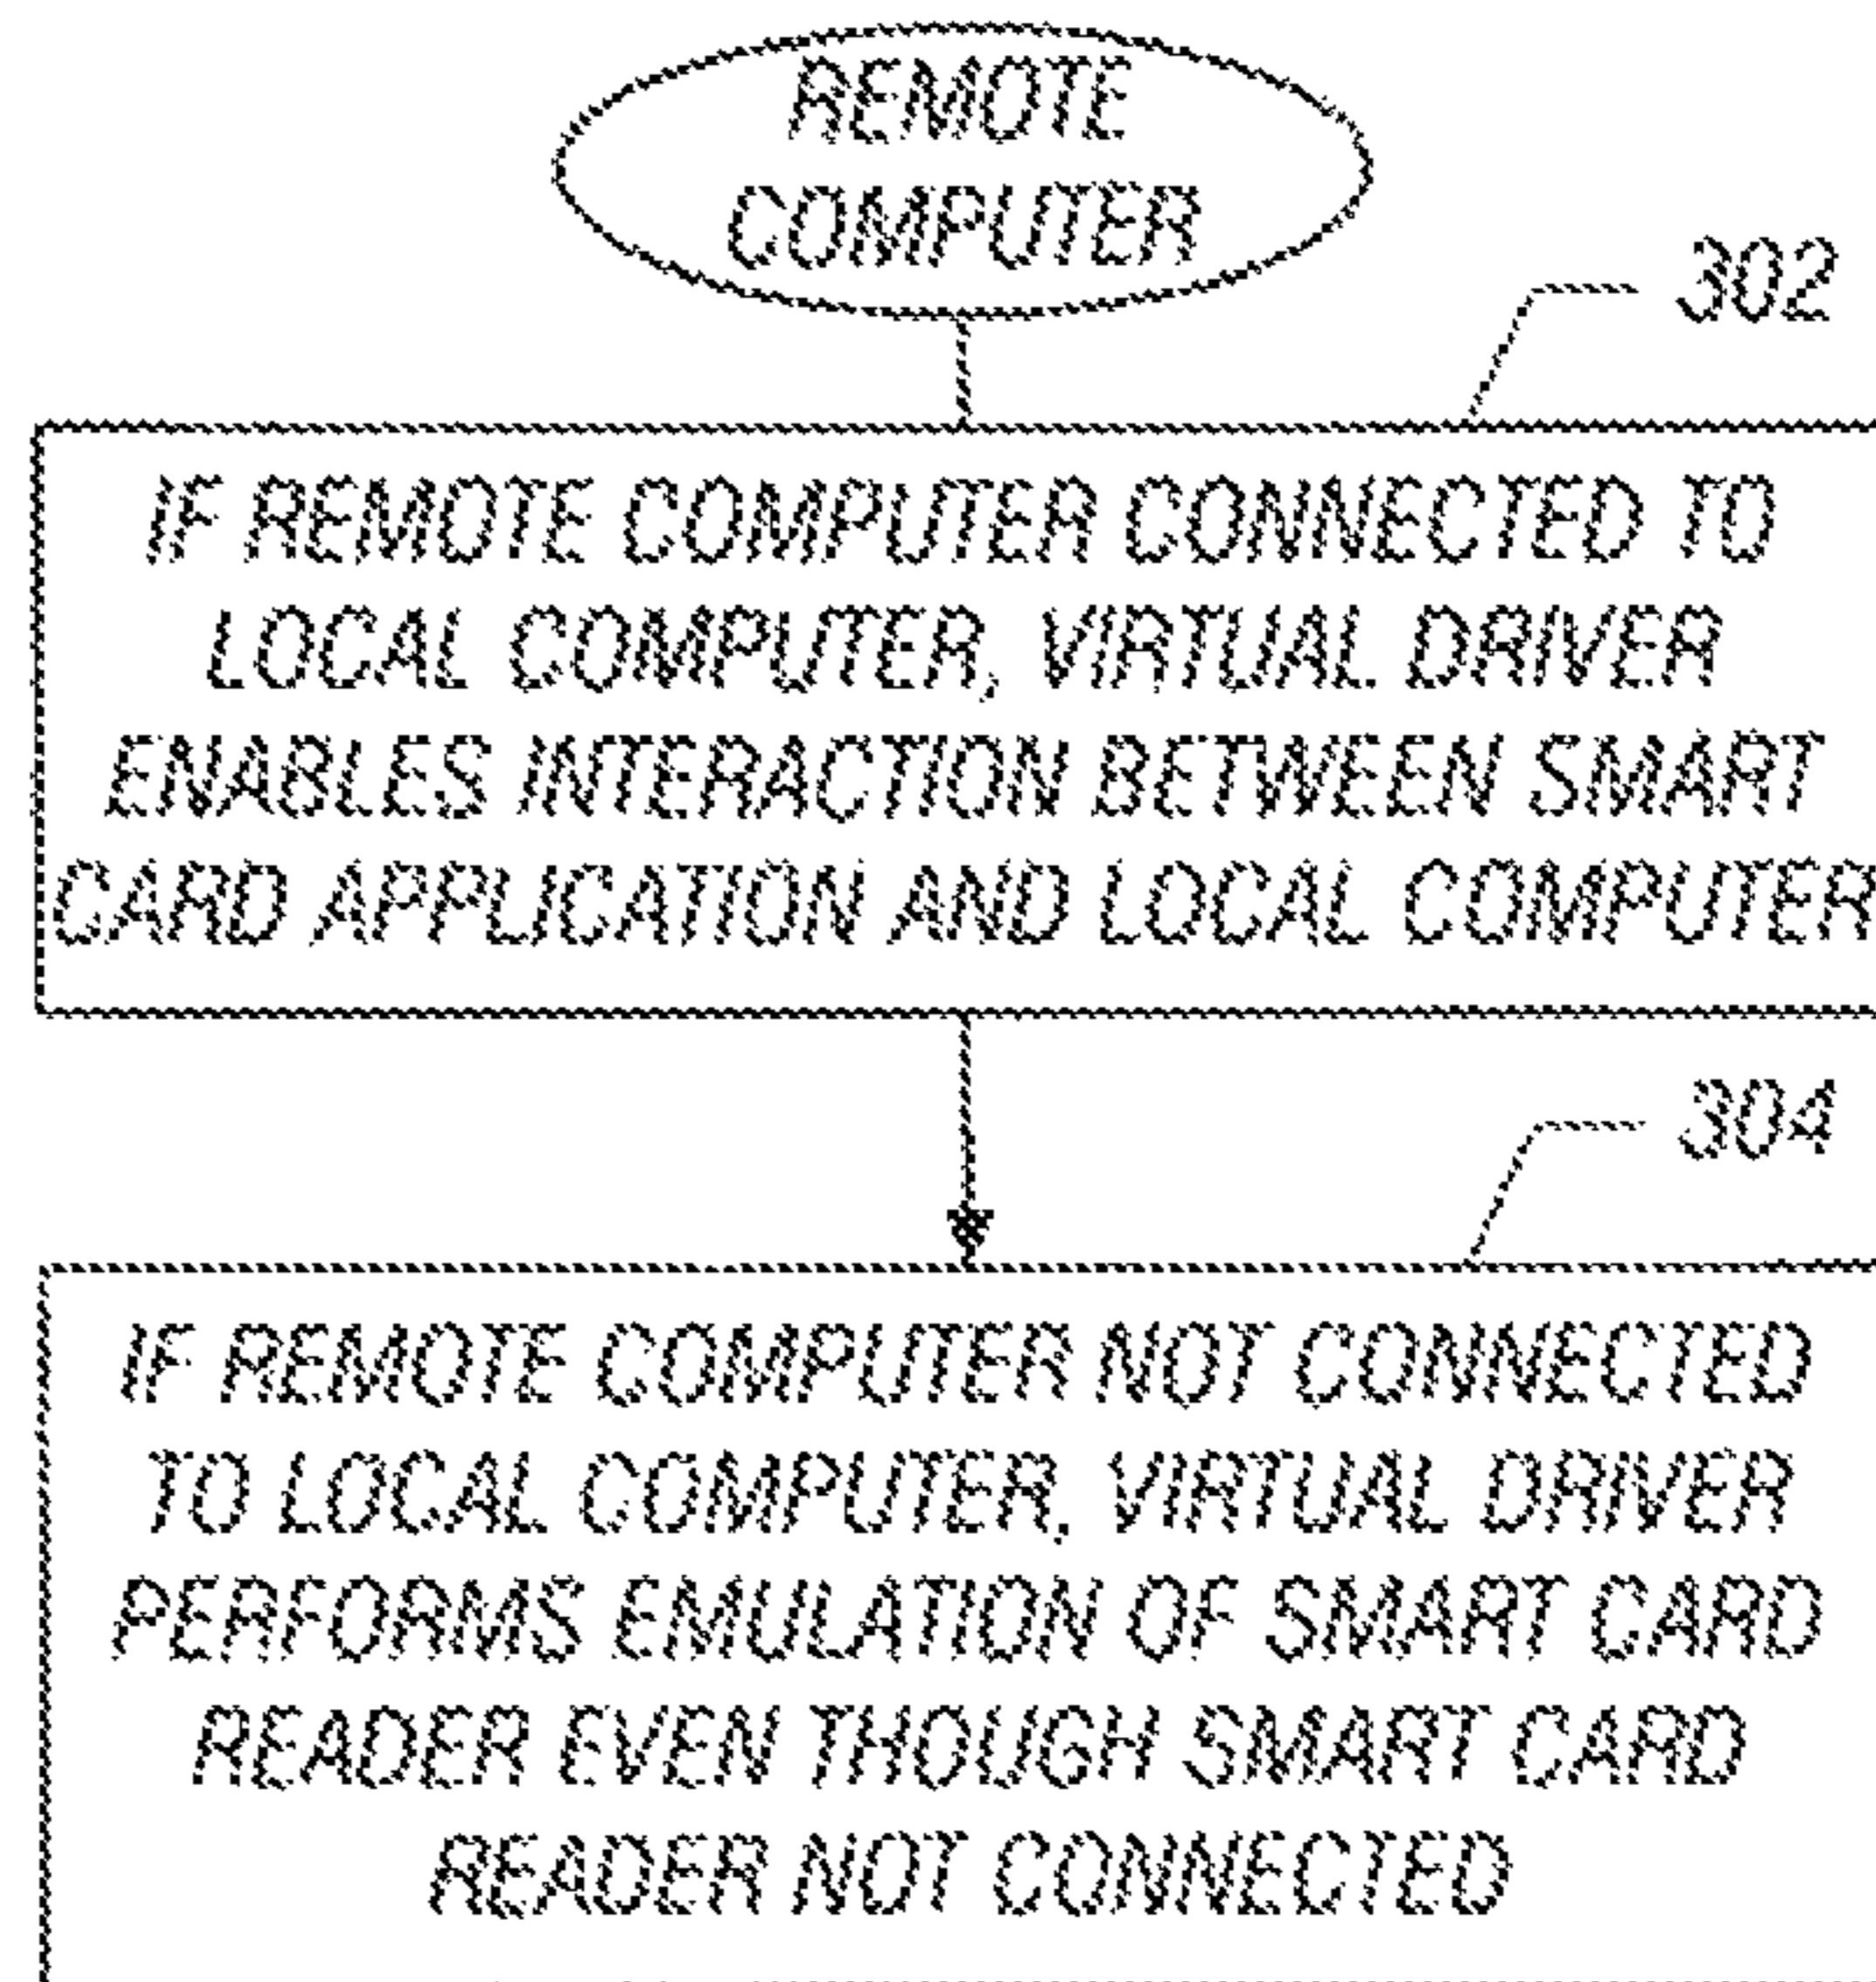 REMOTE
COMPUTER
302
IF REMOTE COMPUTER CONNECTED TO
LOCAL COMPUTER, VIRTUAL DRIVER
ENABLES INTERACTION BETWEEN SMART
CARD APPLICATION AND LOCAL COMPUTER
304
IF REMOTE COMPUTER NOT CONNECTED
TO LOCAL COMPUTER, VIRTUAL DRIVER
PERFORMS EMULATION OF SMART CARD
READER EVEN THOUGH SMART CARD
READER NOT CONNECTED